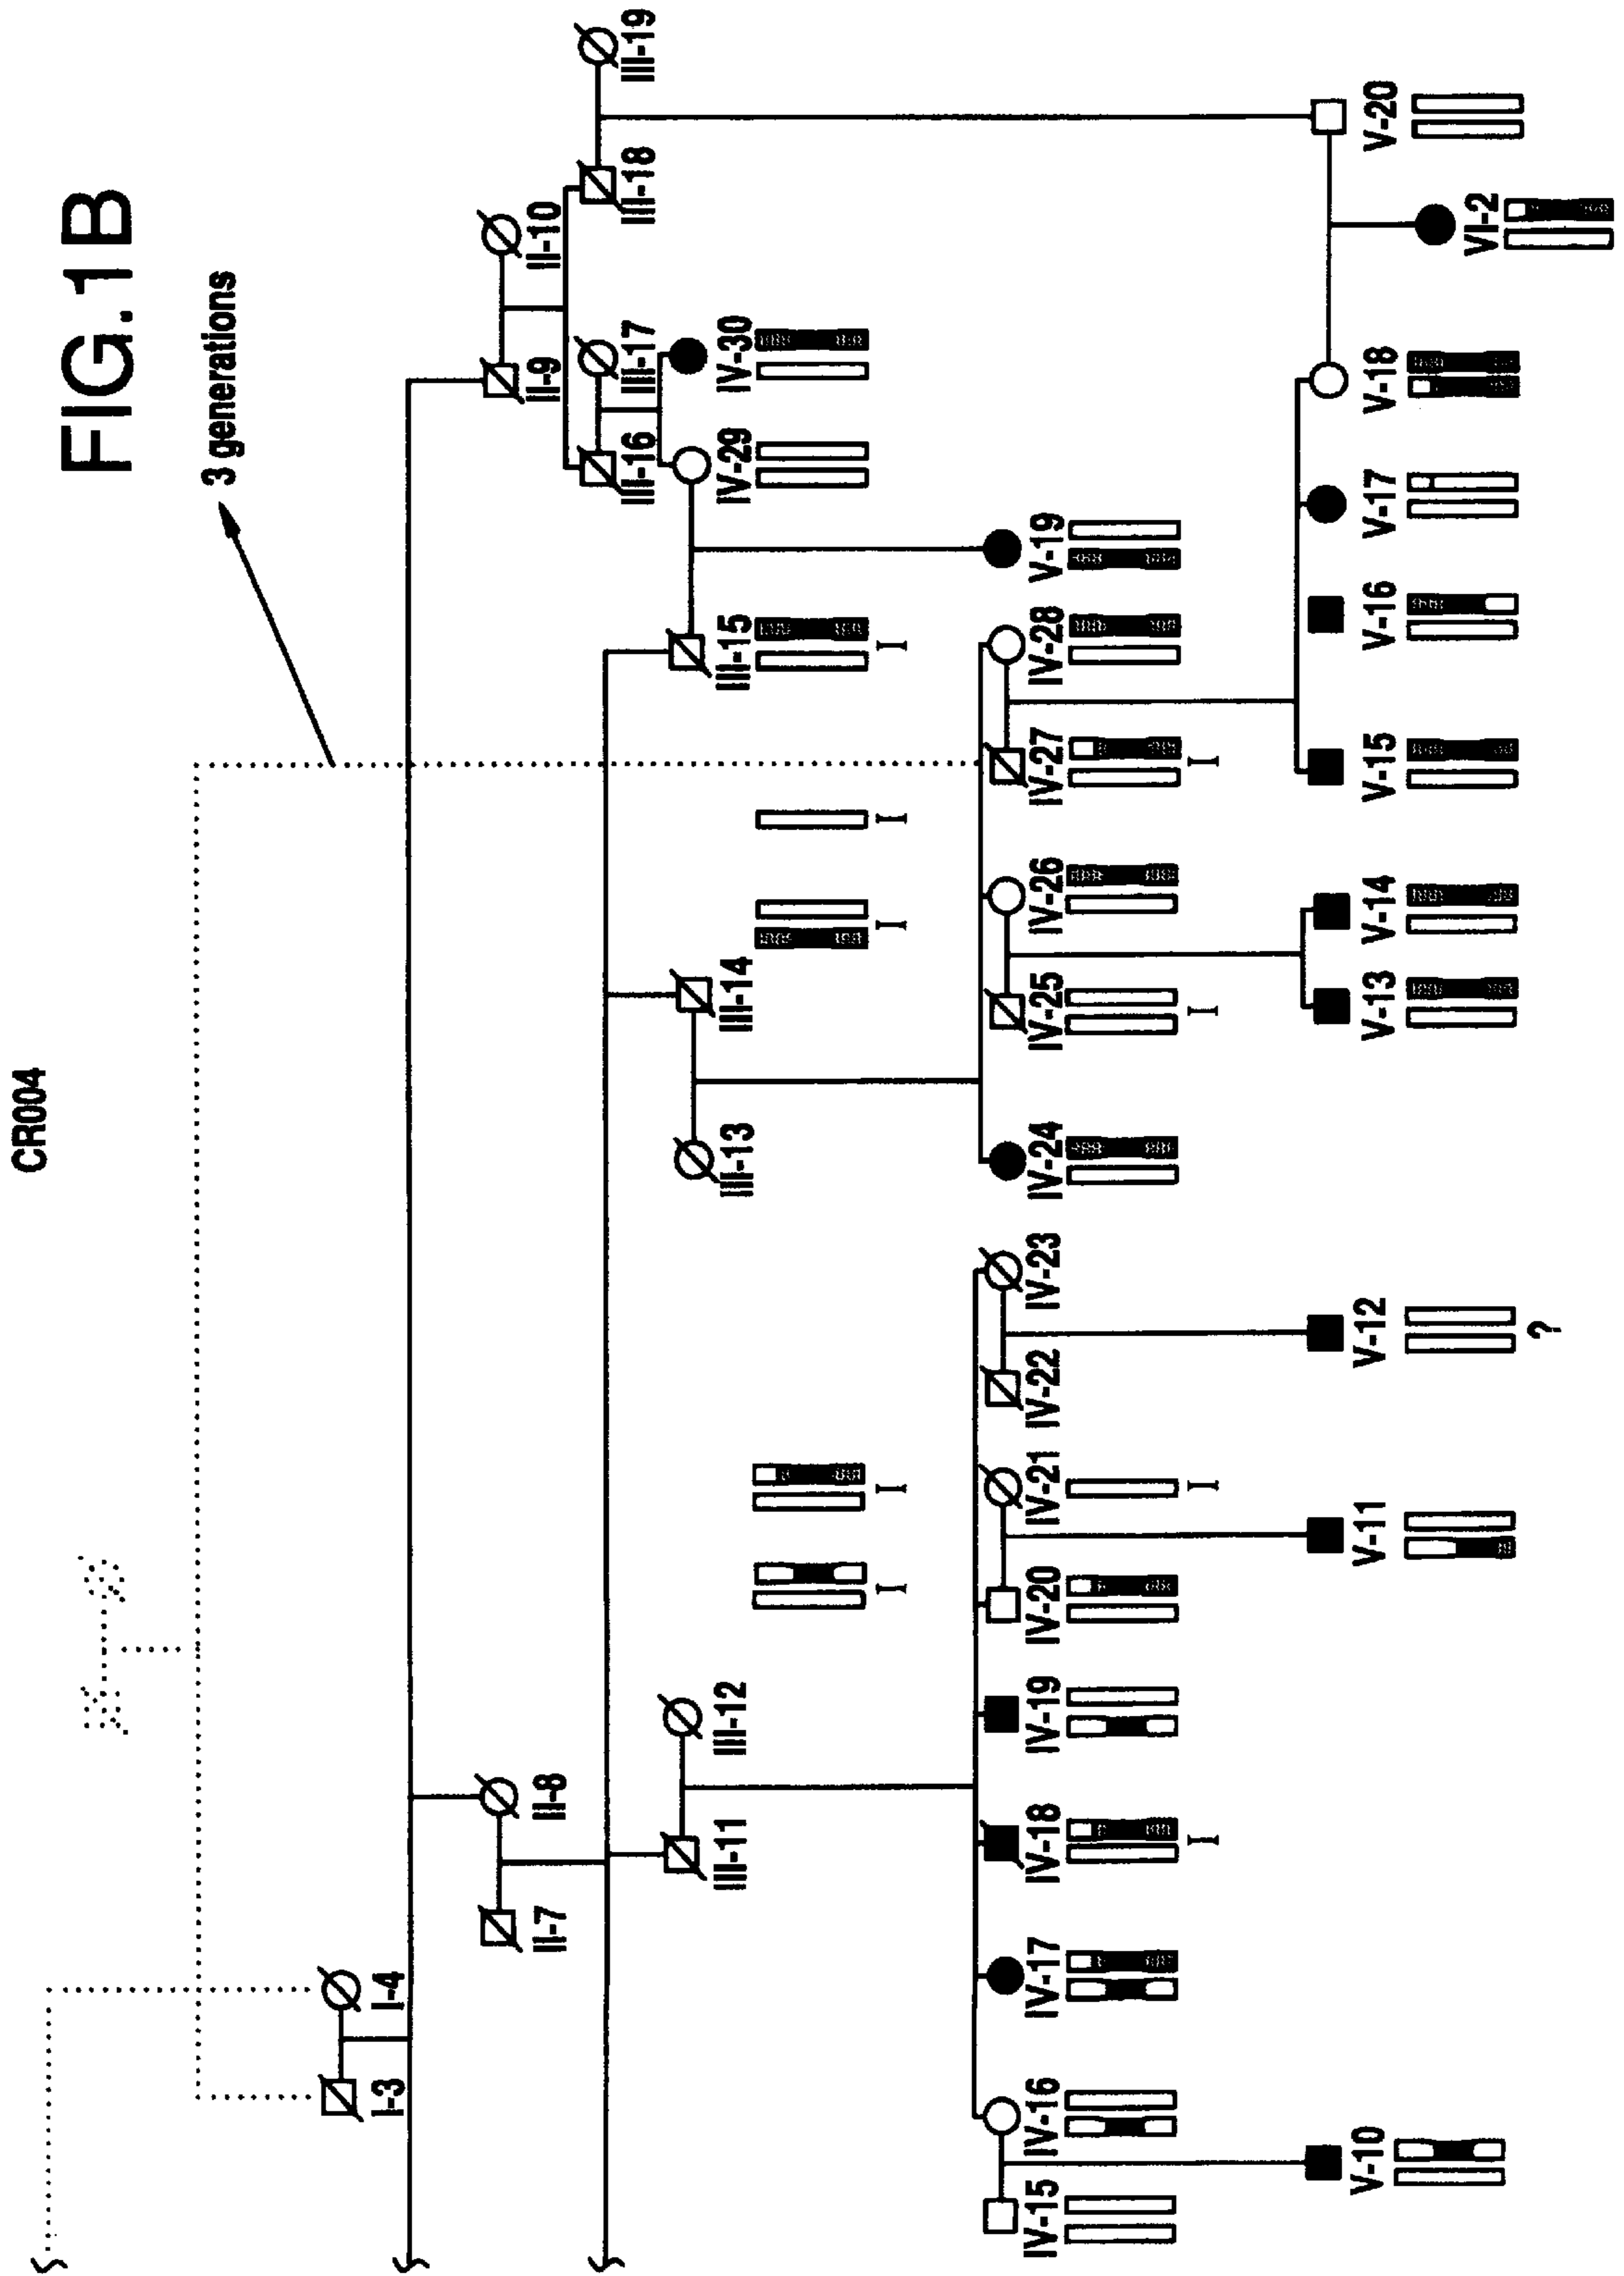 FIG.1B
CR004
3 generations
I-3
I-4
II-7
II-8
II-9
II-10
III-11
III-12
III-13
III-14
III-15
III-16
III-17
III-18
III-19
I
I
I
I
I
IV-15
IV-16
IV-17
IV-18
IV-19
IV-20
IV-21
IV-22
IV-23
IV-24
IV-25
IV-26
IV-27
IV-28
IV-29
IV-30
I
I
I
I
V-10
V-11
V-12
V-13
V-14
V-15
V-16
V-17
V-18
V-19
V-20
?
VI-2